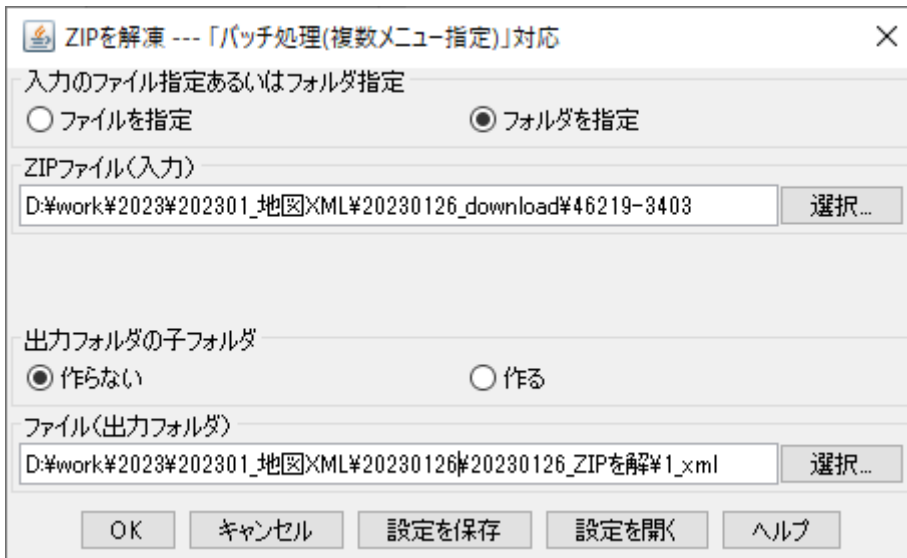 ZIPを解凍 --- 「バッチ処理(複数メニュー指定)」対応
入力のファイル指定あるいはフォルダ指定
ファイルを指定 フォルダを指定
ZIPファイル(入力)
D:¥work¥2023¥202301_地図XML¥20230126_download¥46219-3403 選択...
出力フォルダの子フォルダ
作らない 作る
ファイル(出力フォルダ)
D:¥work¥2023¥202301_地図XML¥20230126¥20230126_ZIPを解¥1_xml 選択...
OK キャンセル 設定を保存 設定を開く ヘルプ